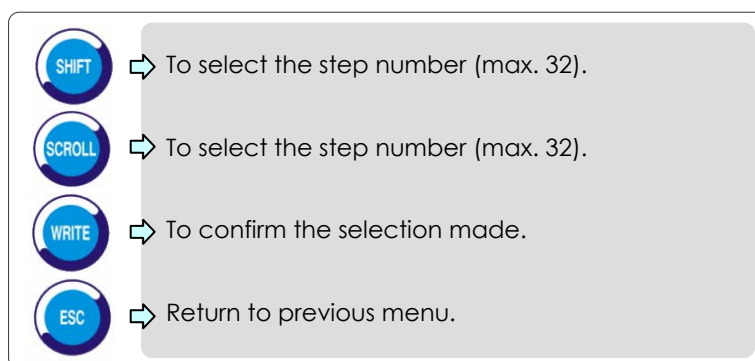 SHIFT To select the step number (max. 32).
SCROLL To select the step number (max. 32).
WRITE To confirm the selection made.
ESC Return to previous menu.